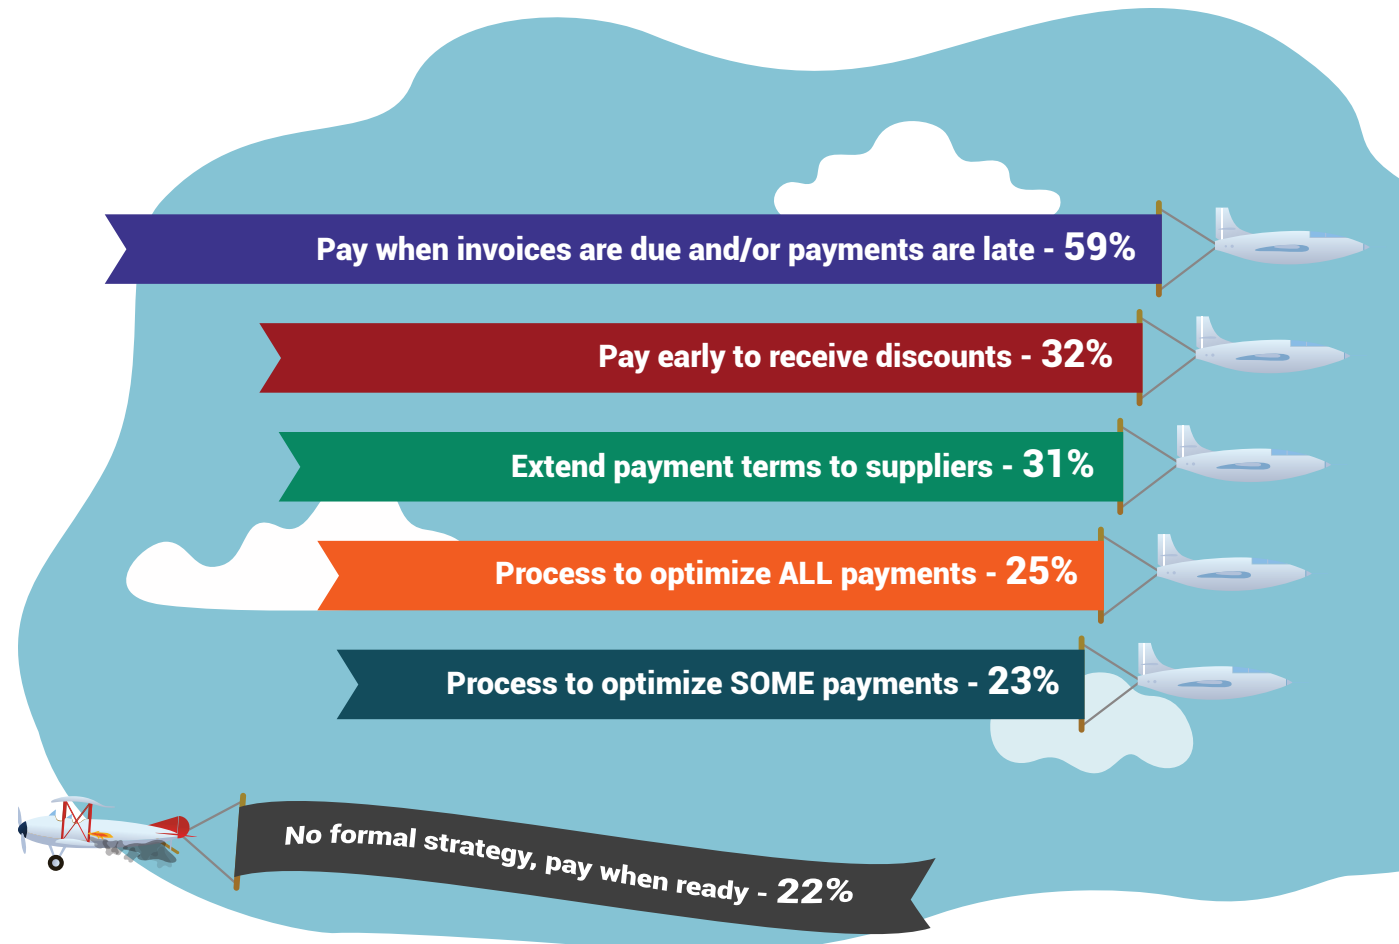 Pay when invoices are due and/or payments are late - 59%
Pay early to receive discounts - 32%
Extend payment terms to suppliers - 31%
Process to optimize ALL payments - 25%
Process to optimize SOME payments - 23%
No formal strategy, pay when ready - 22%